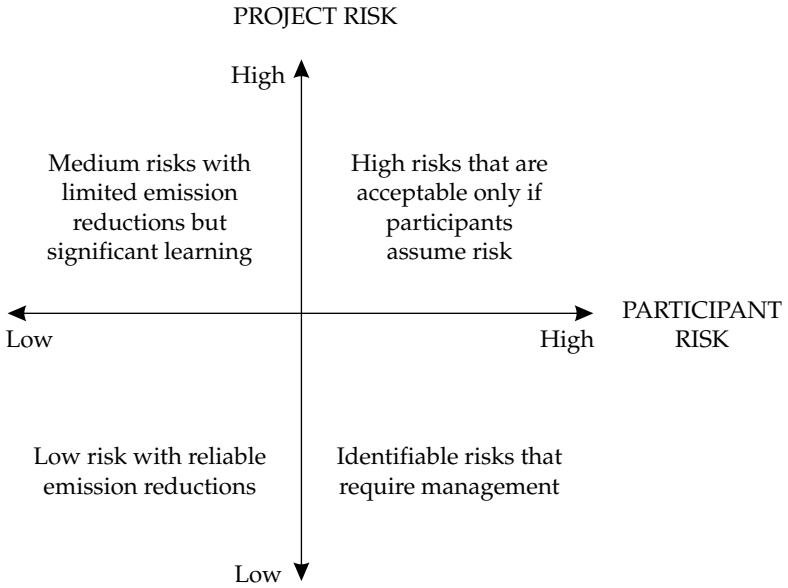 PROJECT RISK
High
Medium risks with
limited emission
reductions but
significant learning
High risks that are
acceptable only if
participants
assume risk
Low
High
PARTICIPANT
RISK
Low risk with reliable
emission reductions
Identifiable risks that
require management
Low